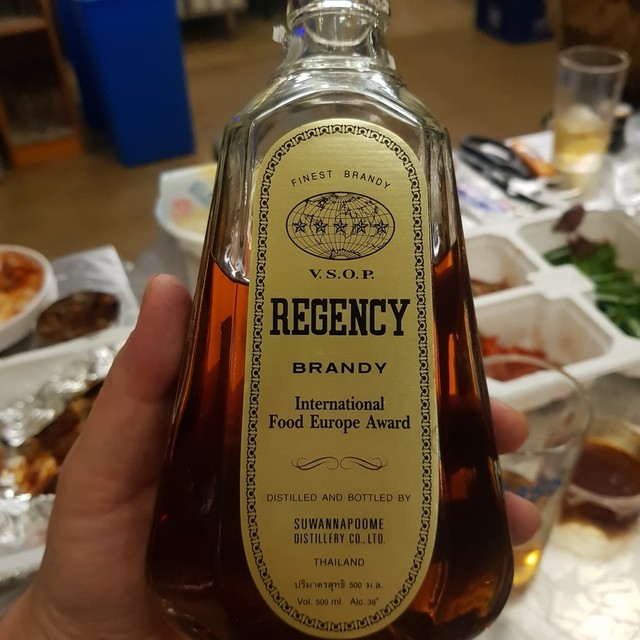 FINEST BRANDY
V.S.O.P.
REGENCY
BRANDY
International
Food Europe Award
DISTILLED AND BOTTLED BY
SUWANNAPOOME
DISTILLERY CO., LTD.
THAILAND
ปริมาตรสุทธิ 500 ม.ล.
Vol. 500 ml. Alc. 38°